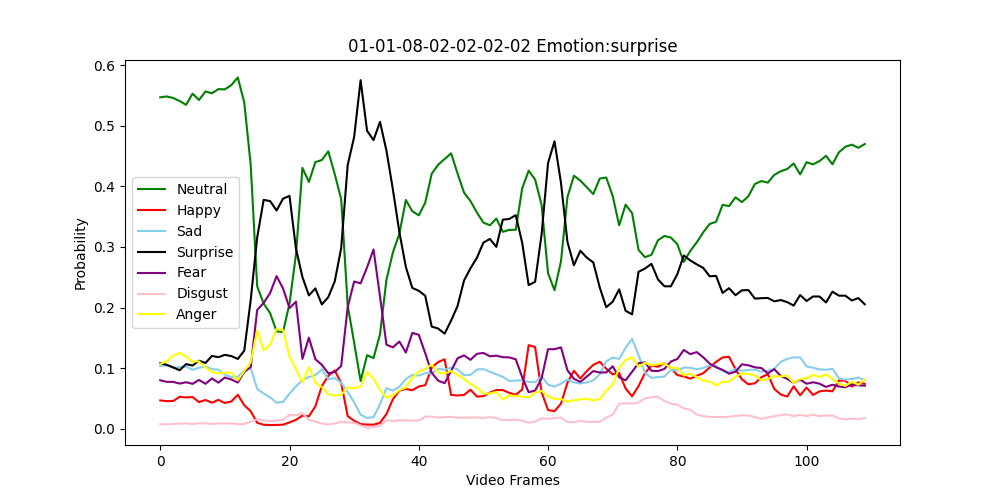 01-01-08-02-02-02-02 Emotion:surprise
0.6
0.5
0.4
0.3
0.2
0.1
0.0
Probability
Neutral
Happy
Sad
Surprise
Fear
Disgust
Anger
0 20 40 60 80 100
Video Frames